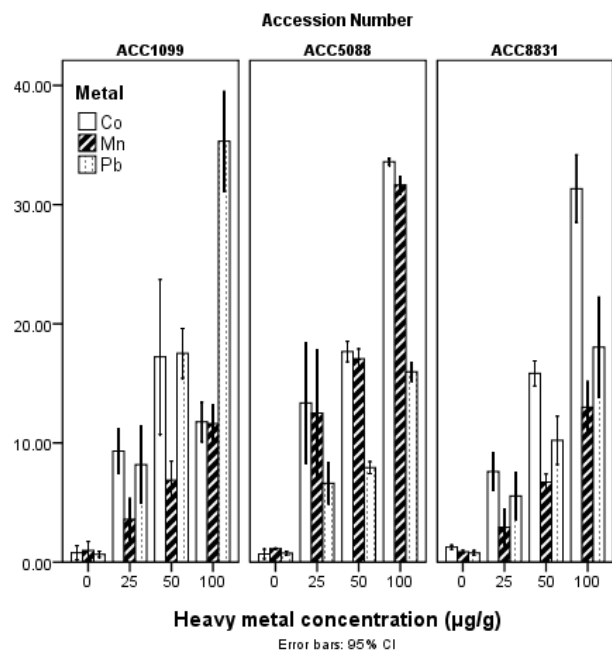 Accession Number
ACC1099 ACC5088 ACC8831
40.00
30.00
20.00
10.00
0.00
Metal
Co
Mn
Pb
0 25 50 100 0 25 50 100 0 25 50 100
Heavy metal concentration (µg/g)
Error bars: 95% CI